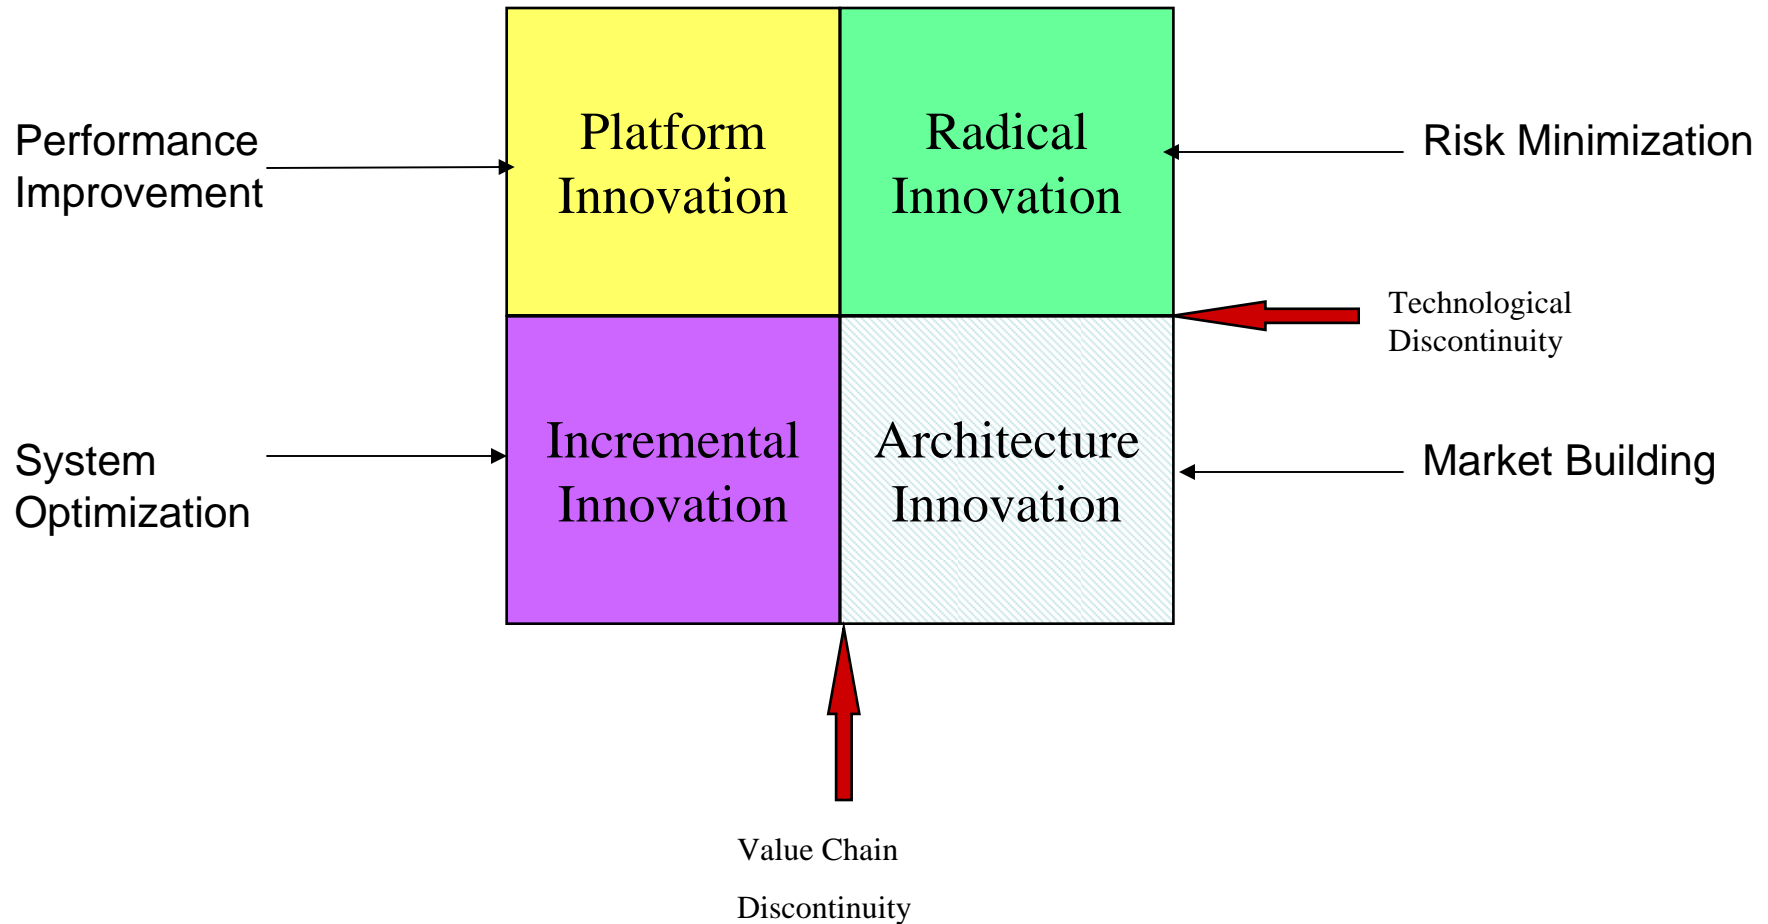 Performance
Improvement
Platform
Innovation
Radical
Innovation
Risk Minimization
Technological
Discontinuity
System
Optimization
Incremental
Innovation
Architecture
Innovation
Market Building
Value Chain
Discontinuity